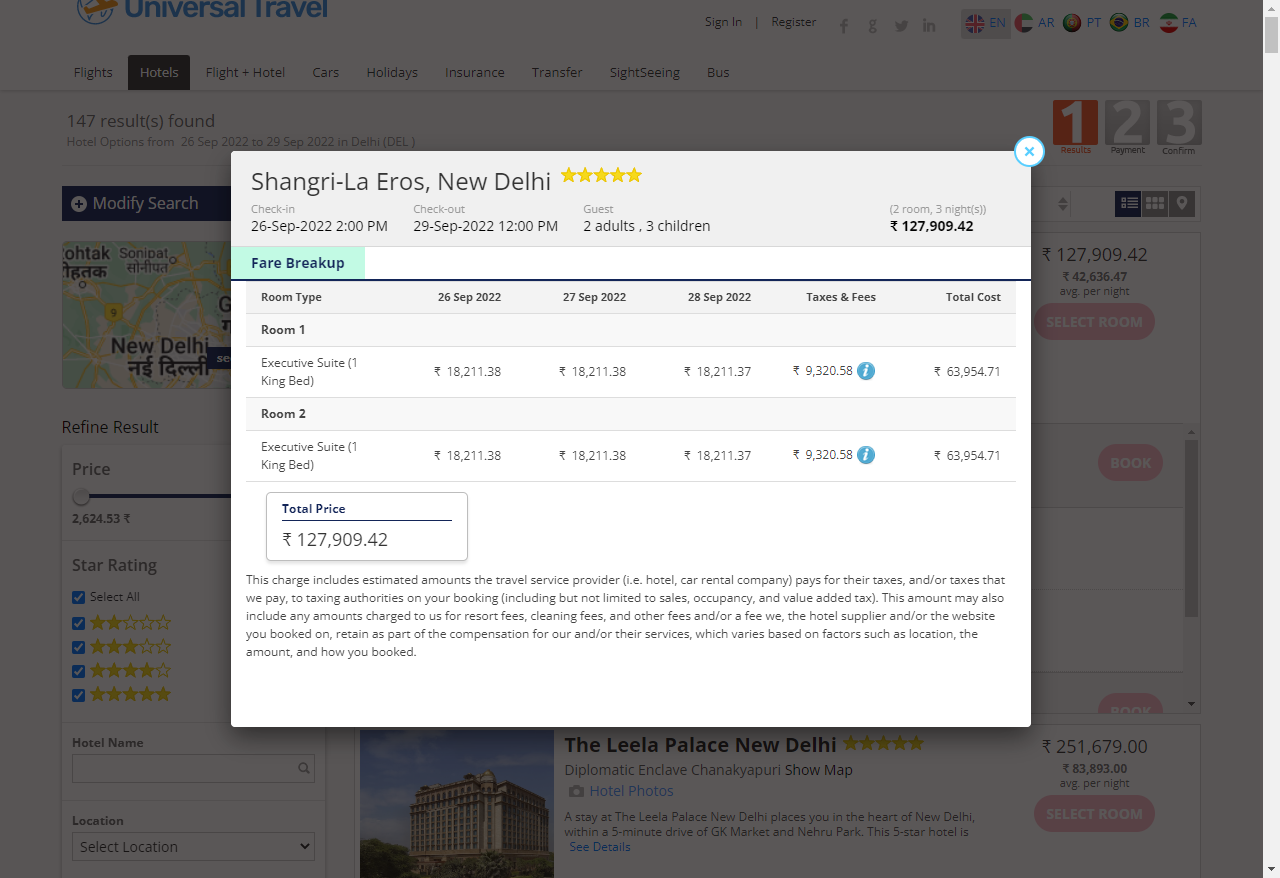 Universal Travel
Sign In | Register
EN AR PT BR FA
Flights Hotels Flight + Hotel Cars Holidays Insurance Transfer SightSeeing Bus
147 result(s) found
Hotel Options from 26 Sep 2022 to 29 Sep 2022 in Delhi (DEL )
1 2 3
Results Payment Confirm
Modify Search
Shangri-La Eros, New Delhi
Check-in Check-out Guest (2 room, 3 night(s))
26-Sep-2022 2:00 PM 29-Sep-2022 12:00 PM 2 adults , 3 children ₹ 127,909.42
Fare Breakup
Room Type 26 Sep 2022 27 Sep 2022 28 Sep 2022 Taxes & Fees Total Cost
Room 1
Executive Suite (1
King Bed)
₹ 18,211.38 ₹ 18,211.38 ₹ 18,211.37 ₹ 9,320.58 i ₹ 63,954.71
Room 2
Executive Suite (1
King Bed)
₹ 18,211.38 ₹ 18,211.38 ₹ 18,211.37 ₹ 9,320.58 i ₹ 63,954.71
Total Price
₹ 127,909.42
This charge includes estimated amounts the travel service provider (i.e. hotel, car rental company) pays for their taxes, and/or taxes that
we pay, to taxing authorities on your booking (including but not limited to sales, occupancy, and value added tax). This amount may also
include any amounts charged to us for resort fees, cleaning fees, and other fees and/or a fee we, the hotel supplier and/or the website
you booked on, retain as part of the compensation for our and/or their services, which varies based on factors such as location, the
amount, and how you booked.
ohtak Sonipat
हतक सोनीपत
9
New Delhi
नई दिल्ली
Refine Result
Price
2,624.53 ₹
Star Rating
Select All
Hotel Name
Location
Select Location
₹ 127,909.42
₹ 42,636.47
avg. per night
SELECT ROOM
BOOK
BOOK
The Leela Palace New Delhi
Diplomatic Enclave Chanakyapuri Show Map
Hotel Photos
A stay at The Leela Palace New Delhi places you in the heart of New Delhi,
within a 5-minute drive of GK Market and Nehru Park. This 5-star hotel is
See Details
₹ 251,679.00
₹ 83,893.00
avg. per night
SELECT ROOM